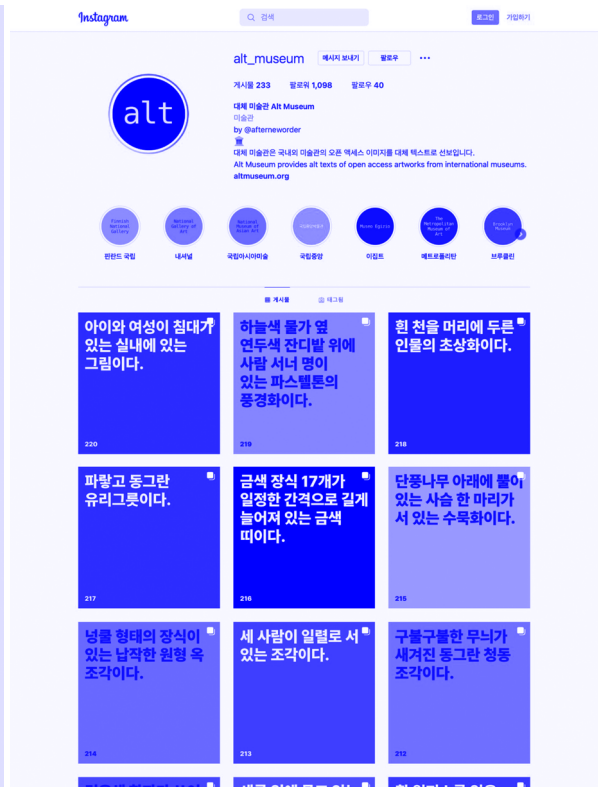 Instagram
검색
로그인 가입하기
alt_museum 메시지 보내기 팔로우
게시물 233 팔로워 1,098 팔로우 40
대체 미술관 Alt Museum
미술관
by @afterneworder
대체 미술관은 국내외 미술관의 오픈 액세스 이미지를 대체 텍스트로 선보입니다.
Alt Museum provides alt texts of open access artworks from international museums.
altmuseum.org
alt
Finnish
National
Gallery
National
Gallery of
Art
National
Museum of
Asian Art
Museo Egizio
The
Metropolitan
Museum of
Art
Brooklyn
Museum
핀란드 국립
내셔널
국립아시아미술
국립중앙
이집트
메트로폴리탄
브루클린
게시물
태그됨
아이와 여성이 침대가
있는 실내에 있는
그림이다.
220
하늘색 물가 옆
연두색 잔디밭 위에
사람 서너 명이
있는 파스텔톤의
풍경화이다.
219
흰 천을 머리에 두른
인물의 초상화이다.
218
파랗고 동그란
유리그릇이다.
217
금색 장식 17개가
일정한 간격으로 길게
늘어져 있는 금색
띠이다.
216
단풍나무 아래에 뿔이
있는 사슴 한 마리가
서 있는 수묵화이다.
215
넝쿨 형태의 장식이
있는 납작한 원형 옥
조각이다.
214
세 사람이 일렬로 서
있는 조각이다.
213
구불구불한 무늬가
새겨진 동그란 청동
조각이다.
212